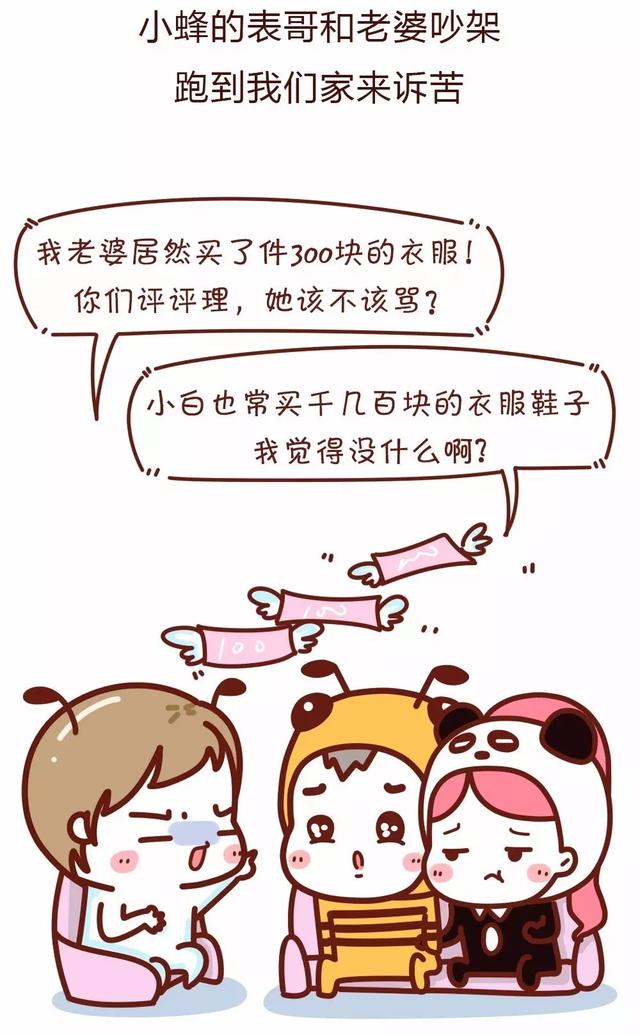 小蜂的表哥和老婆吵架
跑到我们家来诉苦
我老婆居然买了件300块的衣服!
你们评评理,她该不该骂?
小白也常买千几百块的衣服鞋子
我觉得没什么啊?
100
100